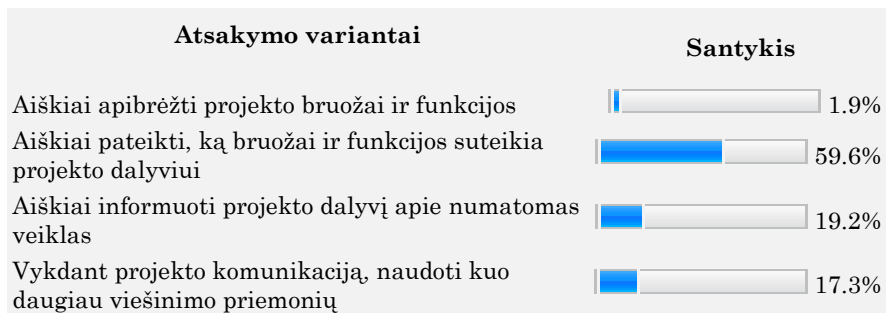 Atsakymo variantai
Santykis
Aiškiai apibrėžti projekto bruožai ir funkcijos
1.9%
Aiškiai pateikti, ką bruožai ir funkcijos suteikia
projekto dalyviui
59.6%
Aiškiai informuoti projekto dalyvį apie numatomas
veiklas
19.2%
Vykdant projekto komunikaciją, naudoti kuo
daugiau viešinimo priemonių
17.3%